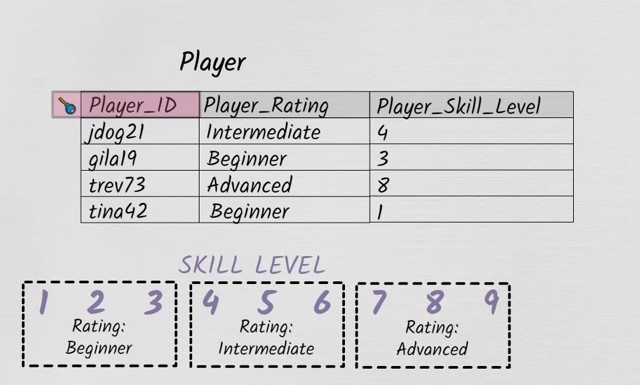 Player
Player_ID Player_Rating Player_Skill_Level
jdog21 Intermediate 4
gila19 Beginner 3
trev73 Advanced 8
tina42 Beginner 1
SKILL LEVEL
1 2 3 4 5 6 7 8 9
Rating: Rating: Rating:
Beginner Intermediate Advanced